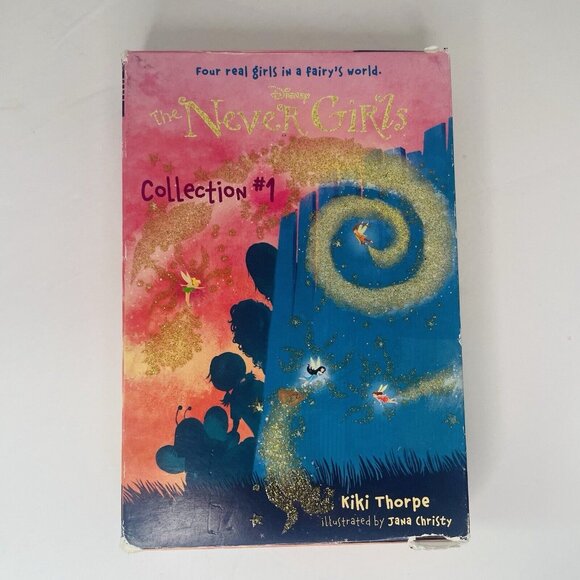 Four real girls in a fairy's world.
Disney
the Never Girls
Collection #1
Kiki Thorpe
illustrated by Jana Christy